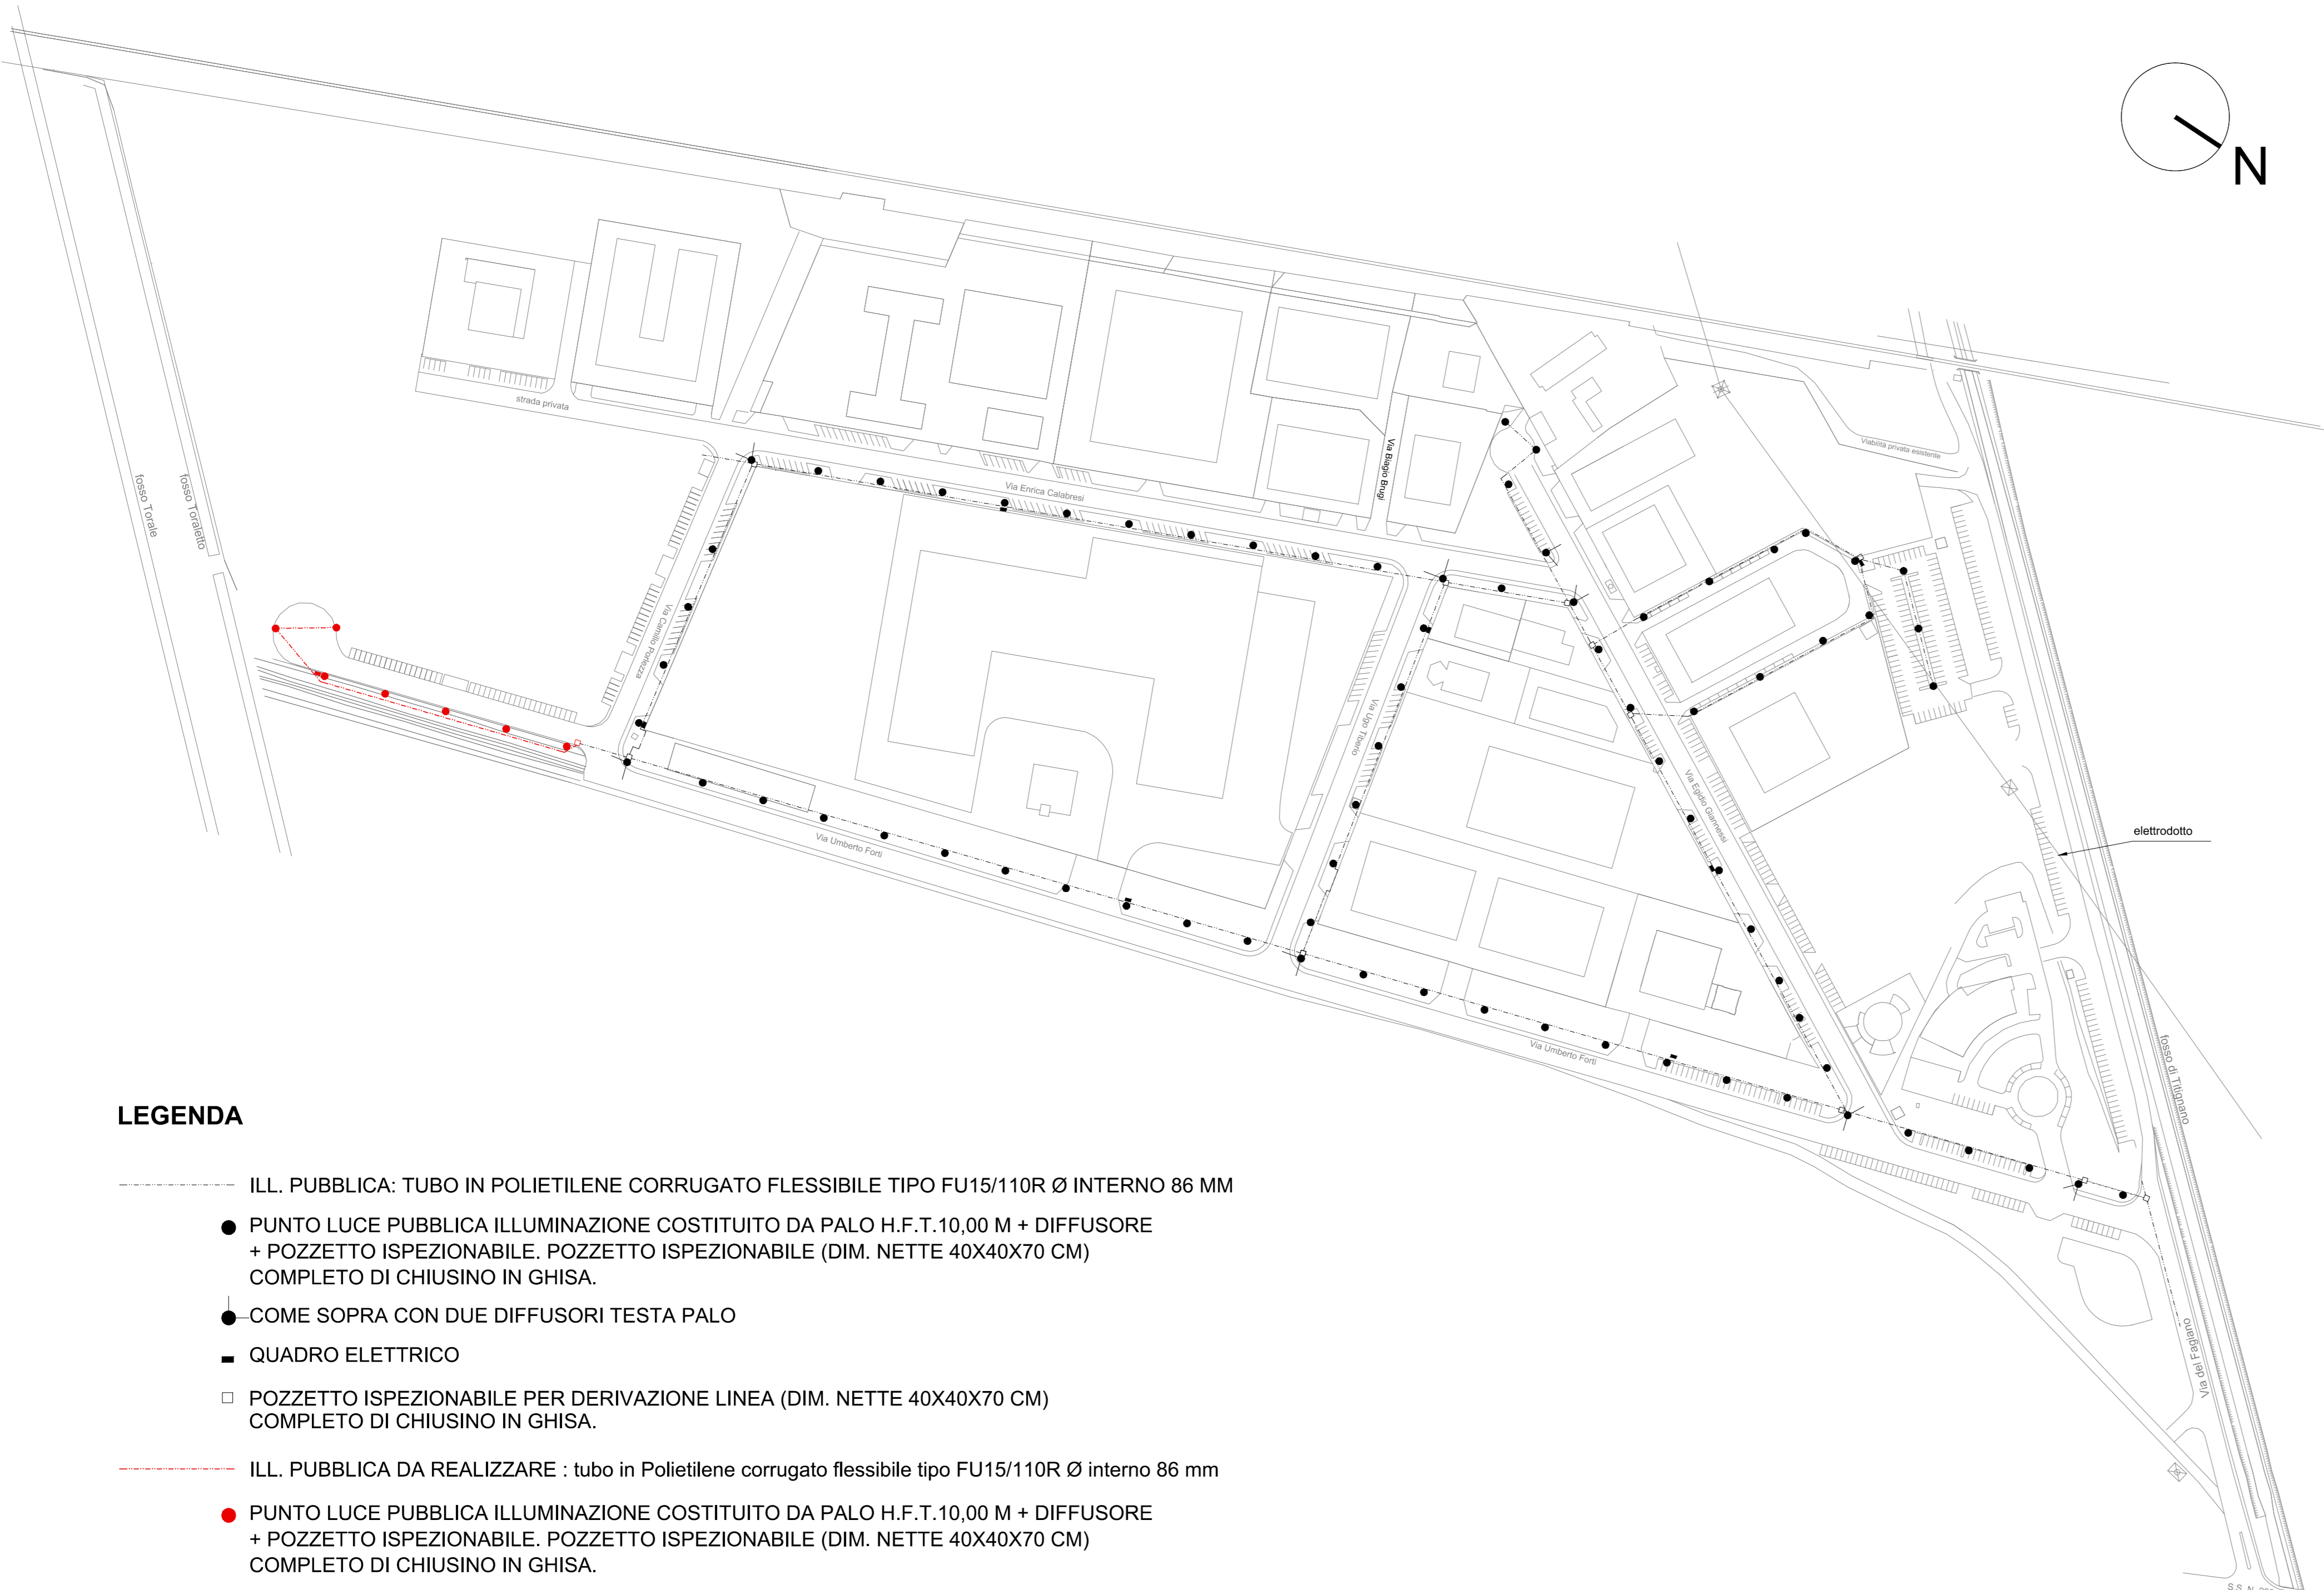 N
strada privata
Via Enrica Calabresi
Via Biagio Brugi
Viabilità privata esistente
fosso Torale
fosso Toraletto
Via Camillo Porlezza
Via Ugo Tiberio
Via Egidio Giannessi
elettrodotto
Via Umberto Forti
Via Umberto Forti
fosso di Titignano
Via del Fagiano
LEGENDA
ILL. PUBBLICA: TUBO IN POLIETILENE CORRUGATO FLESSIBILE TIPO FU15/110R Ø INTERNO 86 MM
PUNTO LUCE PUBBLICA ILLUMINAZIONE COSTITUITO DA PALO H.F.T.10,00 M + DIFFUSORE
+ POZZETTO ISPEZIONABILE. POZZETTO ISPEZIONABILE (DIM. NETTE 40X40X70 CM)
COMPLETO DI CHIUSINO IN GHISA.
COME SOPRA CON DUE DIFFUSORI TESTA PALO
QUADRO ELETTRICO
POZZETTO ISPEZIONABILE PER DERIVAZIONE LINEA (DIM. NETTE 40X40X70 CM)
COMPLETO DI CHIUSINO IN GHISA.
ILL. PUBBLICA DA REALIZZARE : tubo in Polietilene corrugato flessibile tipo FU15/110R Ø interno 86 mm
PUNTO LUCE PUBBLICA ILLUMINAZIONE COSTITUITO DA PALO H.F.T.10,00 M + DIFFUSORE
+ POZZETTO ISPEZIONABILE. POZZETTO ISPEZIONABILE (DIM. NETTE 40X40X70 CM)
COMPLETO DI CHIUSINO IN GHISA.
S.S. N.